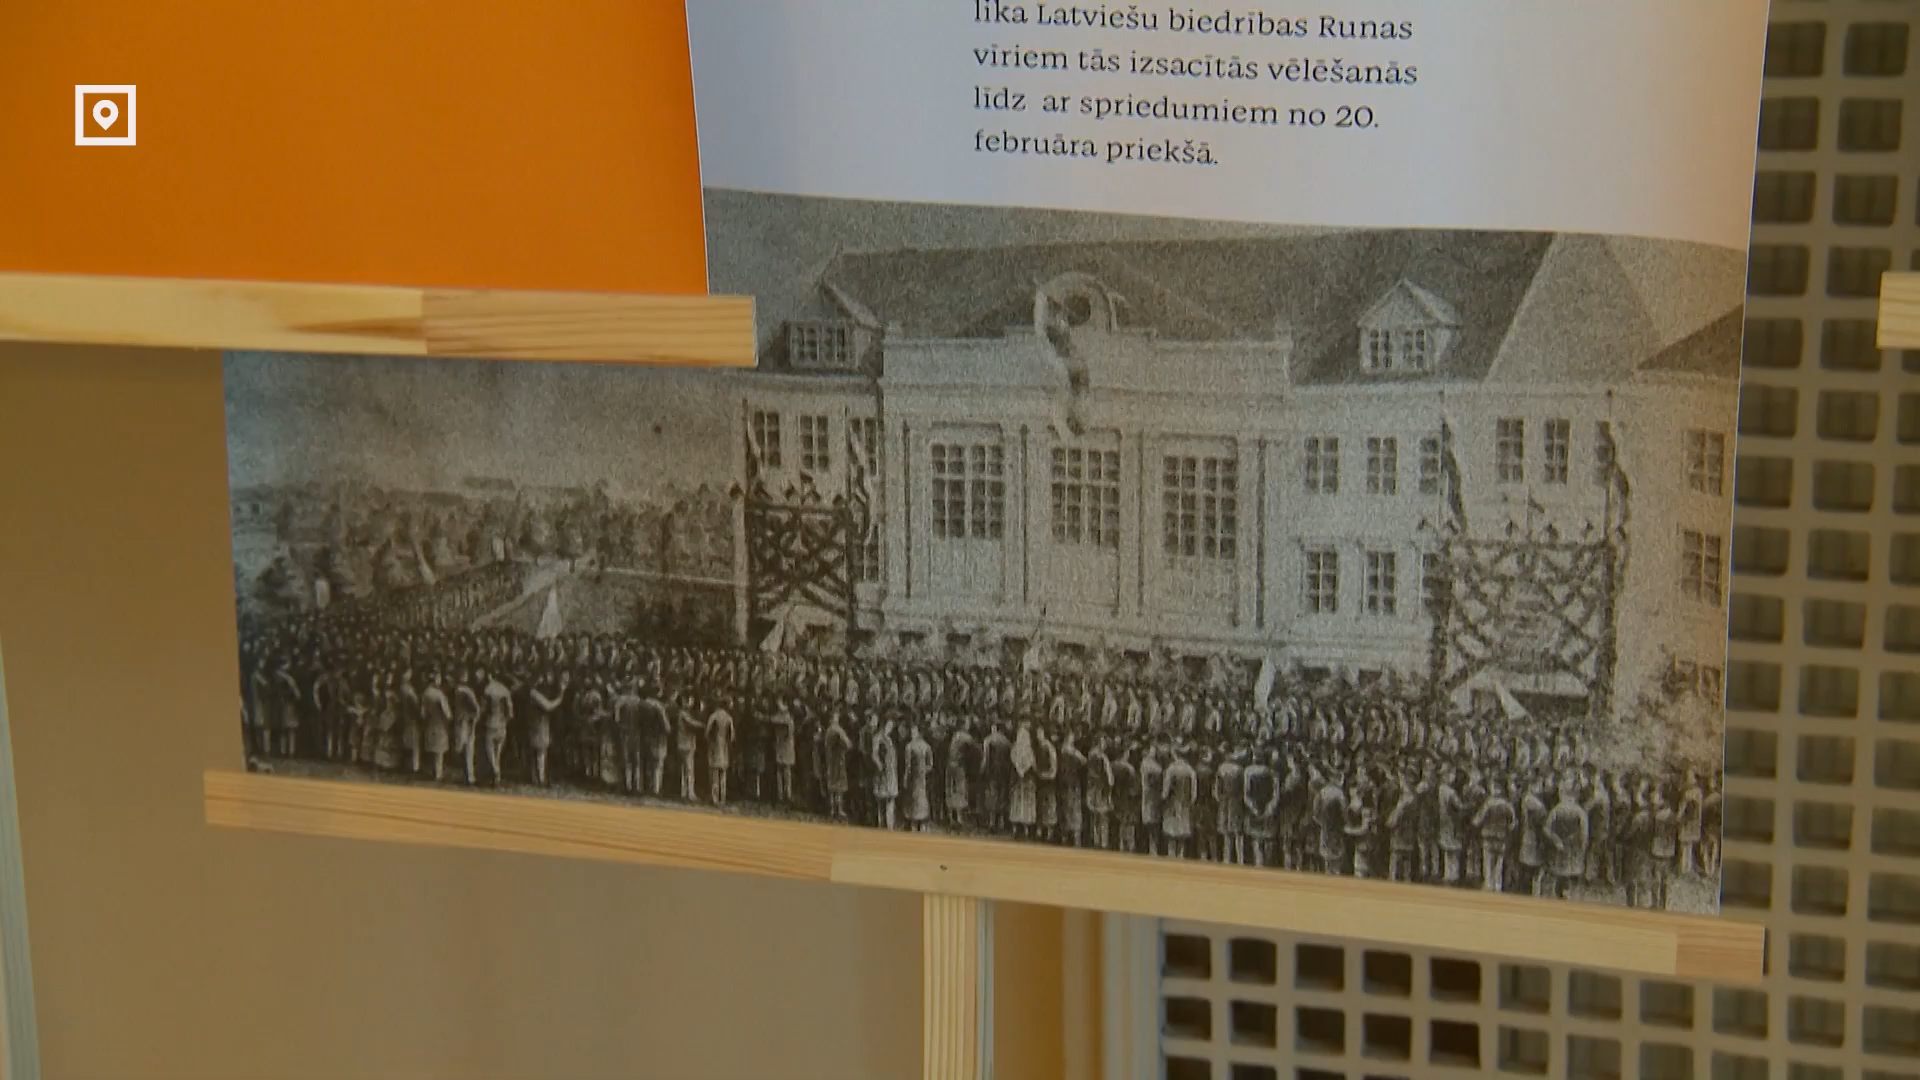 lika Latviešu biedrības Runas
vīriem tās izsacītās vēlēšanās
līdz ar spriedumiem no 20.
februāra priekšā.